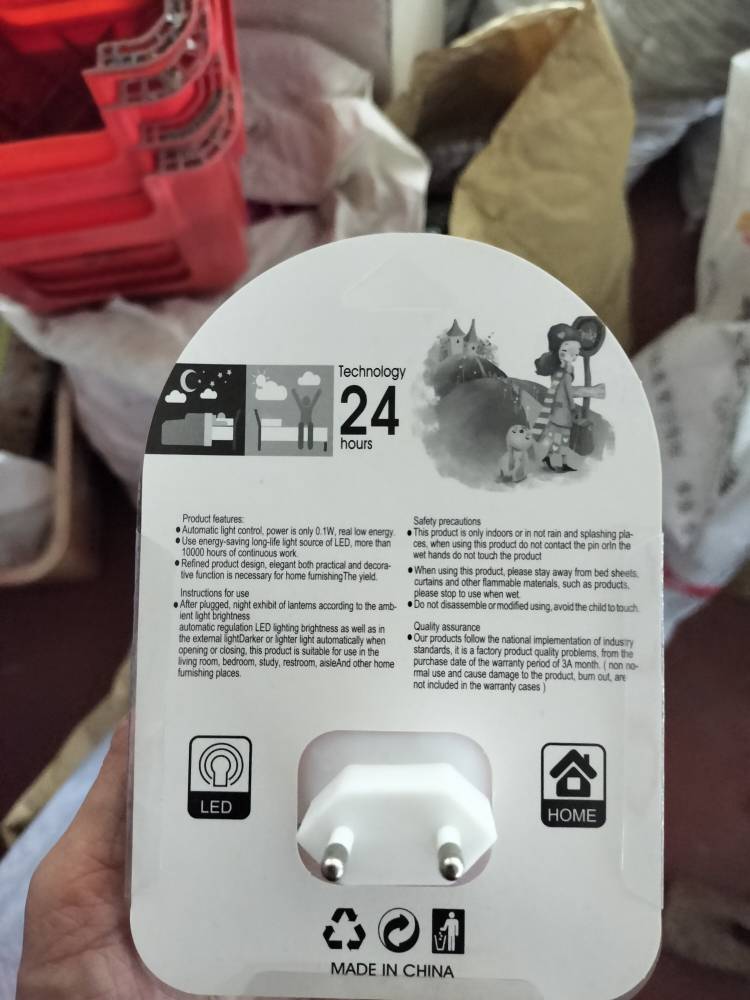 Technology
24
hours
Product features:
● Automatic light control, power is only 0.1W, real low energy.
● Use energy-saving long-life light source of LED, more than
10000 hours of continuous work.
● Refined product design, elegant both practical and decora-
tive function is necessary for home furnishingThe yield.
Instructions for use
● After plugged, night exhibit of lanterns according to the amb-
ient light brightness
automatic regulation LED lighting brightness as well as in
the external lightDarker or lighter light automatically when
opening or closing, this product is suitable for use in the
living room, bedroom, study, restroom, aisleAnd other home
furnishing places.
Safety precautions
● This product is only indoors or in not rain and splashing pla-
ces, when using this product do not contact the pin orIn the
wet hands do not touch the product
● When using this product, please stay away from bed sheets,
curtains and other flammable materials, such as products,
please stop to use when wet.
● Do not disassemble or modified using, avoid the child to touch.
Quality assurance
● Our products follow the national implementation of industry
standards, it is a factory product quality problems, from the
purchase date of the warranty period of 3A month. ( non no-
rmal use and cause damage to the product, burn out, are
not included in the warranty cases )
LED
HOME
MADE IN CHINA